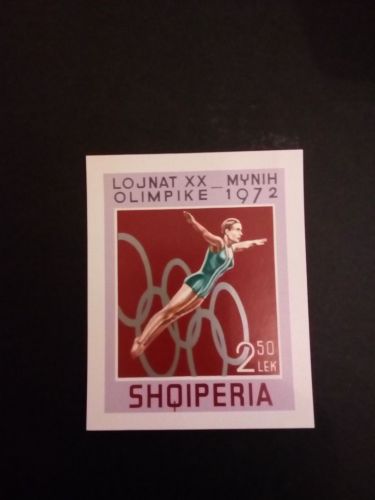 LOJNAT XX — MYNIH
OLIMPIKE 1972
2 50
LEK
SHQIPERIA